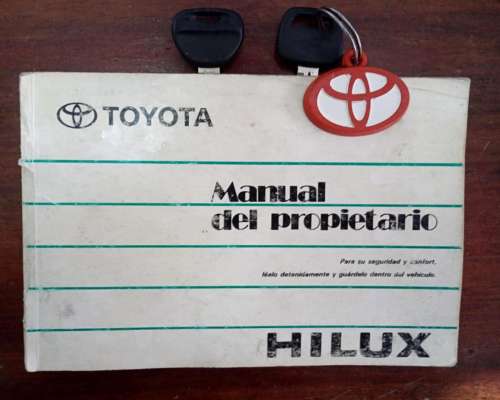 TOYOTA
Manual
del propietario
Para su seguridad y confort,
léalo detenidamente y guárdelo dentro del vehículo.
HILUX